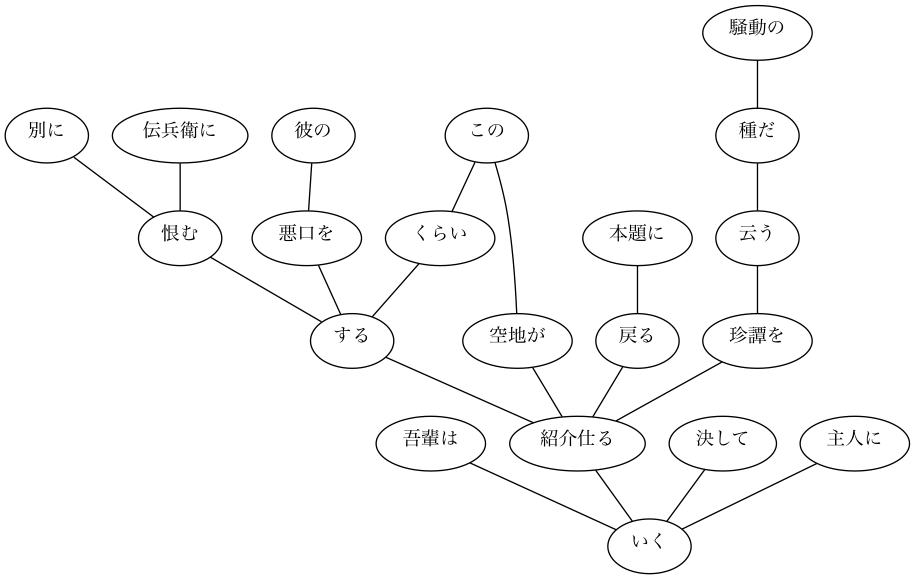 騒動の
別に
伝兵衛に
彼の
この
種だ
恨む
悪口を
くらい
本題に
云う
する
空地が
戻る
珍譚を
吾輩は
紹介仕る
決して
主人に
いく